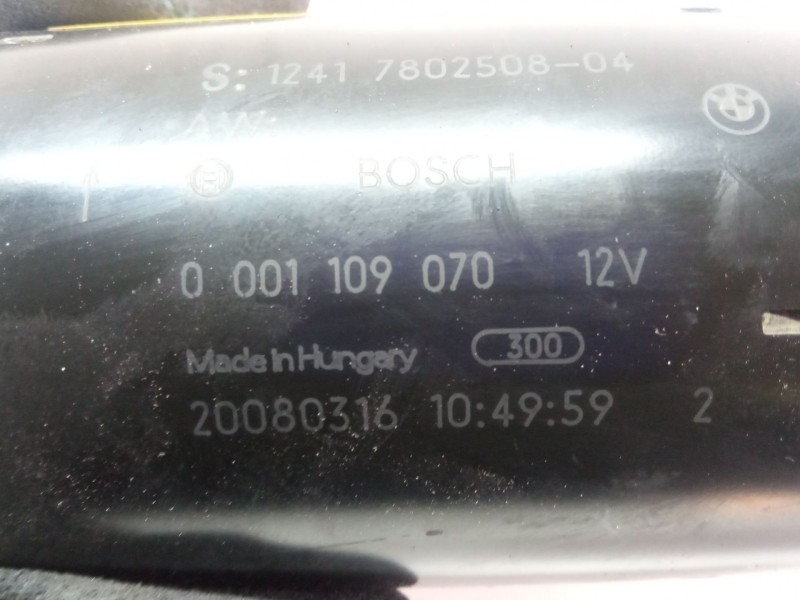 S: 1241 7802508-04
A:W:
BOSCH
0 001 109 070 12V
Made in Hungary 300
20080316 10:49:59 2